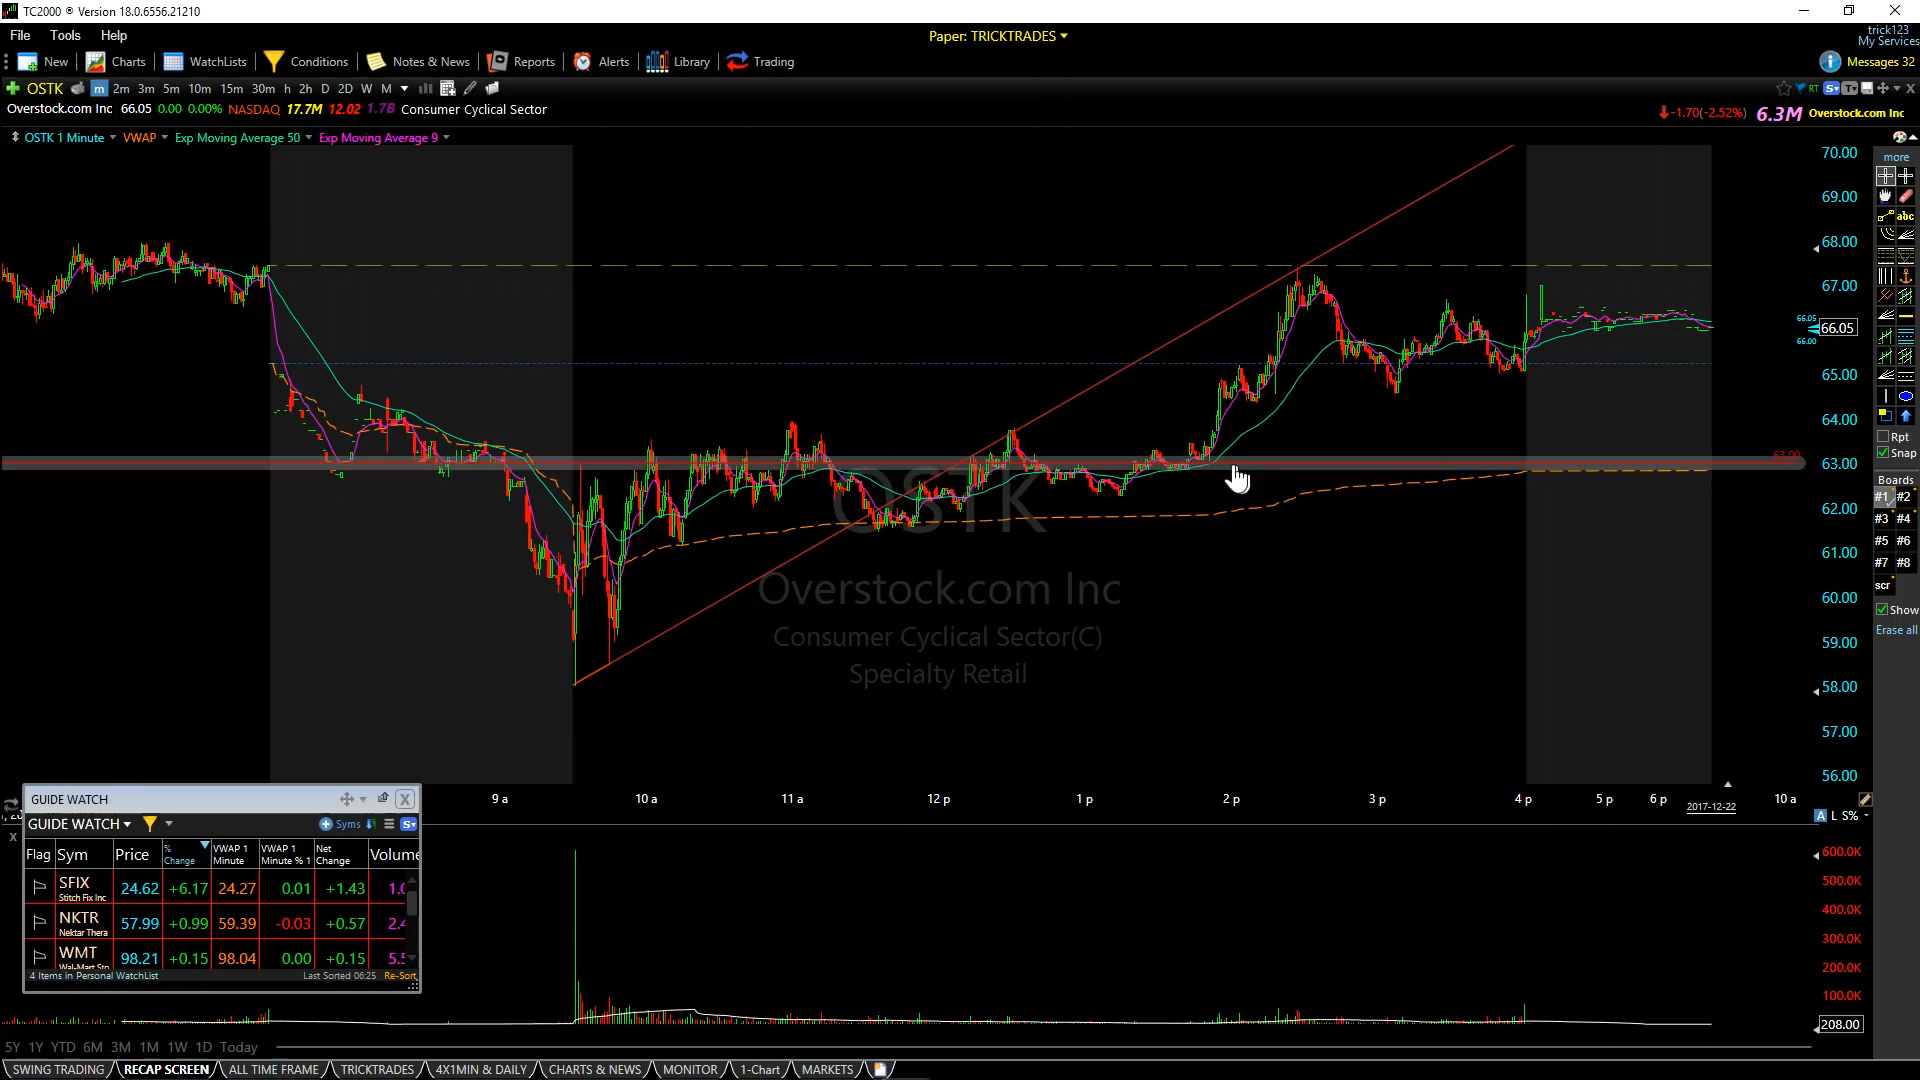 TC2000 ® Version 18.0.6556.21210
File Tools Help
Paper: TRICKTRADES
trick123
My Services
New Charts WatchLists Conditions Notes & News Reports Alerts Library Trading
Messages 32
OSTK m 2m 3m 5m 10m 15m 30m h 2h D 2D W M
RT
Overstock.com Inc 66.05 0.00 0.00% NASDAQ 17.7M 12.02 1.7B Consumer Cyclical Sector
-1.70(-2.52%) 6.3M Overstock.com Inc
OSTK 1 Minute VWAP Exp Moving Average 50 Exp Moving Average 9
more
abc
70.00
69.00
68.00
67.00
66.05
66.05
66.00
65.00
64.00
63.00
63.00
62.00
61.00
60.00
59.00
58.00
57.00
56.00
OSTK
Overstock.com Inc
Consumer Cyclical Sector(C)
Specialty Retail
Rpt
Snap
Boards
#1 #2
#3 #4
#5 #6
#7 #8
scr
Show
Erase all
9 a 10 a 11 a 12 p 1 p 2 p 3 p 4 p 5 p 6 p 2017-12-22 10 a
A L S%
GUIDE WATCH
GUIDE WATCH Syms
Flag Sym Price % Change VWAP 1 Minute VWAP 1 Minute % 1 Net Change Volume
SFIX 24.62 +6.17 24.27 0.01 +1.43
Stitch Fix Inc
NKTR 57.99 +0.99 59.39 -0.03 +0.57
Nektar Thera
WMT 98.21 +0.15 98.04 0.00 +0.15
4 Items in Personal WatchList Last Sorted 06:25 Re-Sort
600.0K
500.0K
400.0K
300.0K
200.0K
100.0K
208.00
5Y 1Y YTD 6M 3M 1M 1W 1D Today
SWING TRADING RECAP SCREEN ALL TIME FRAME TRICKTRADES 4X1MIN & DAILY CHARTS & NEWS MONITOR 1-Chart MARKETS